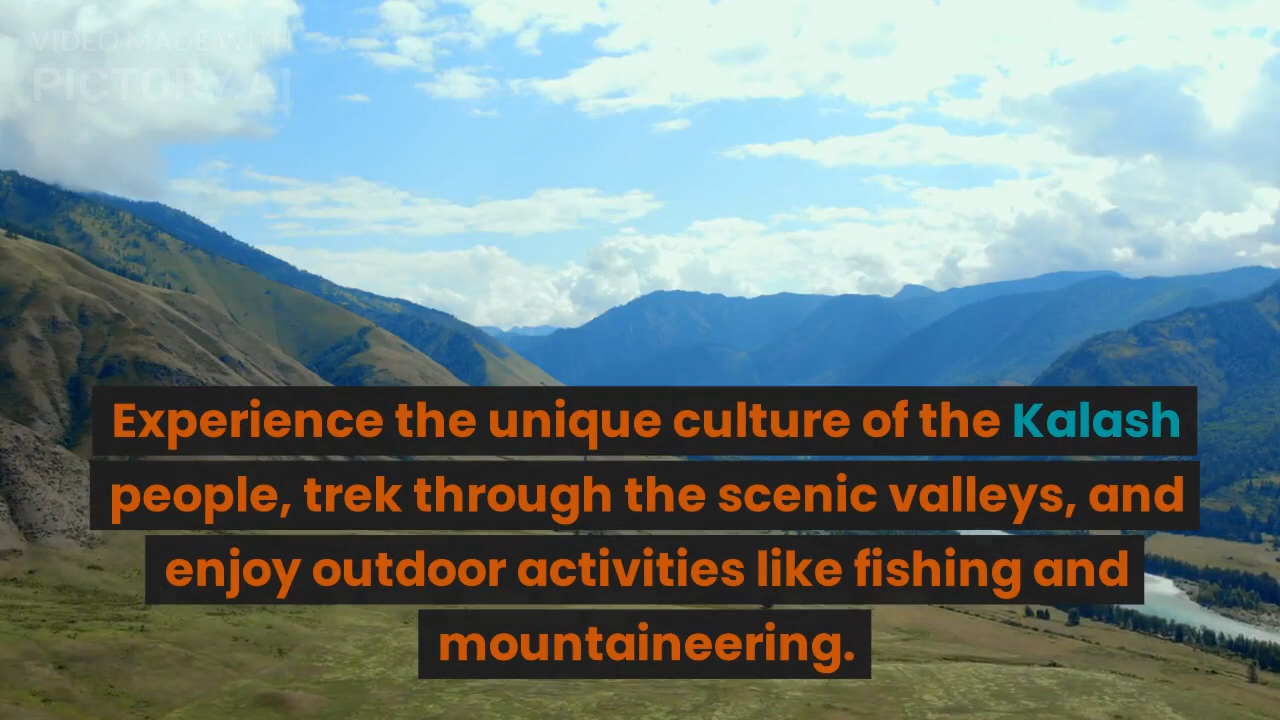 VIDEO MADE WITH
PICTORY.AI
Experience the unique culture of the Kalash
people, trek through the scenic valleys, and
enjoy outdoor activities like fishing and
mountaineering.